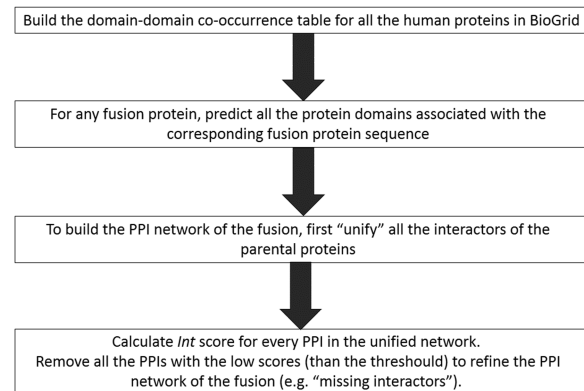 Build the domain-domain co-occurrence table for all the human proteins in BioGrid
For any fusion protein, predict all the protein domains associated with the
corresponding fusion protein sequence
To build the PPI network of the fusion, first “unify” all the interactors of the
parental proteins
Calculate Int score for every PPI in the unified network.
Remove all the PPIs with the low scores (than the threshould) to refine the PPI
network of the fusion (e.g. “missing interactors”).